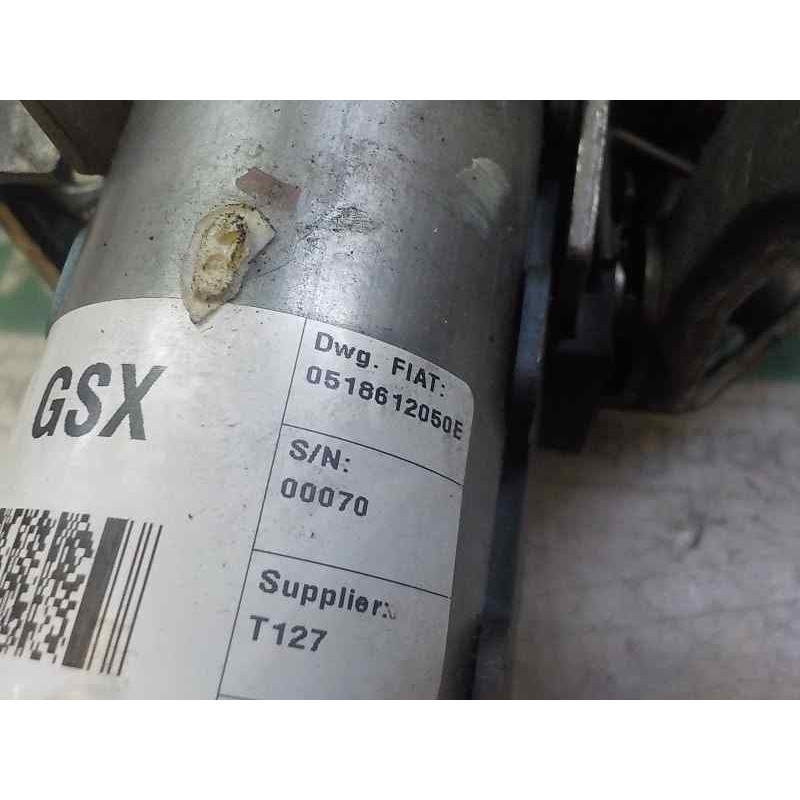 GSX
Dwg. FIAT:
0518612050E
S/N:
00070
Supplier:
T127